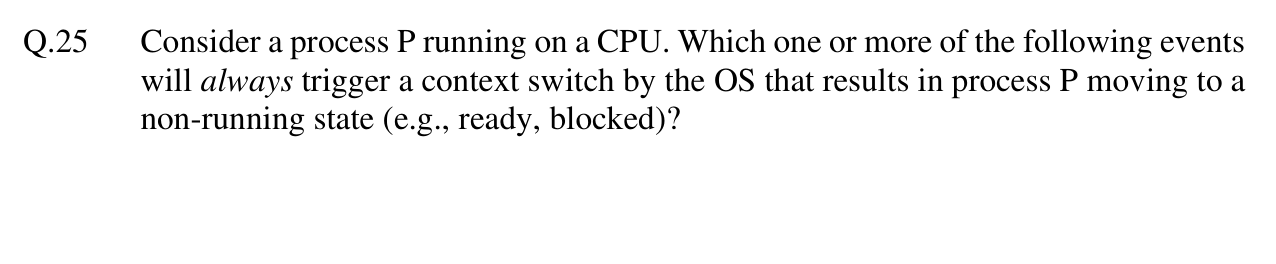 Q.25 Consider a process P running on a CPU. Which one or more of the following events
will always trigger a context switch by the OS that results in process P moving to a
non-running state (e.g., ready, blocked)?